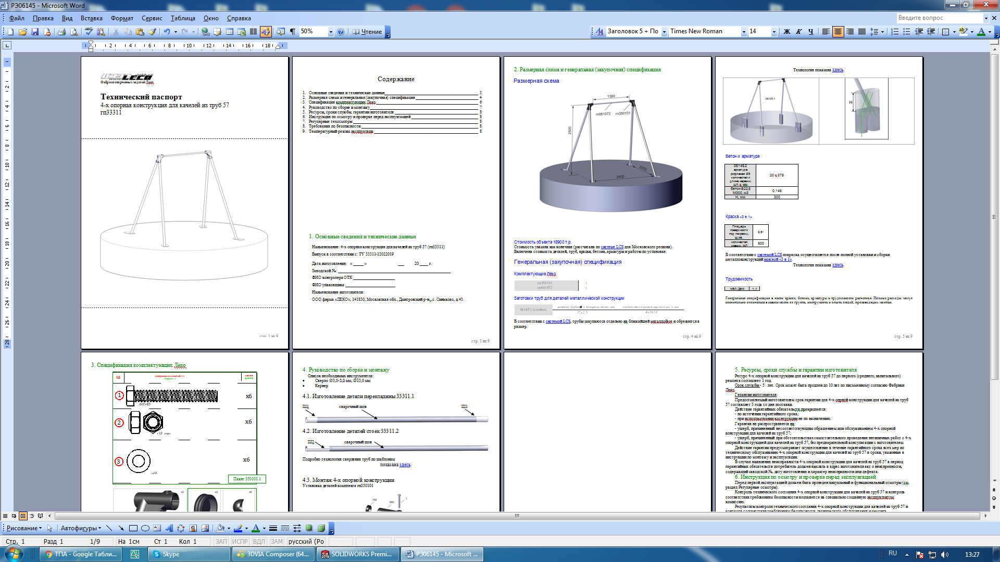 РЭ06145 - Microsoft Word
Файл Правка Вид Вставка Формат Сервис Таблица Окно Справка
Введите вопрос
50%
Чтение
Заголовок 5 + По
Times New Roman
14
Ж К Ч
2 4 6 8 10 12 14 16 18
Фабрика спортивных изделий Леко.
Технический паспорт
4-х опорная конструкция для качелей из труб 57
гп33311
стр. 1 из 9
Содержание
1. Основные сведения и технические данные 3
2. Размерная схема и генеральная (закупочная) спецификация 4
3. Спецификация комплектующих Леко 6
4. Руководство по сборке и монтажу 7
5. Ресурсы, сроки службы, гарантии изготовителя 8
6. Инструкция по осмотру и проверке перед эксплуатацией 8
7. Регулярные техосмотры 8
8. Требования по безопасности 8
9. Температурный режим эксплуатации 8
1. Основные сведения и технические данные
Наименование: 4-х опорная конструкция для качелей из труб 57 (гп33311)
Выпуск в соответствии с: ТУ 33311-12022019
Дата изготовления: « ____ » ___ 20 ____ г.
Заводской №:
ФИО контролера ОТК
ФИО упаковщика
Наименование изготовителя:
ООО фирма «ЛЕКО», 141830, Московская обл., Дмитровский р-н., с. Синьково, д.43.
стр. 3 из 9
2. Размерная схема и генеральная (закупочная) спецификация
Размерная схема
1380
гп061072
гп350101
2500
2200
2400
Стоимость объекта 18900 т.р.
Стоимость указана как конечная (рассчитана по системе LCS для Московского региона).
Включена стоимость деталей, труб, краски, бетона, арматуры и работы по установке.
Генеральная (закупочная) спецификация
Комплектующие Леко
гп350101 1
гп061072 1
Заготовки труб для деталей металлической конструкции
06145.1 (стойки)
диаметр трубы Ø х толщина стенки, мм
57х2,5
4х3010
В соответствии с системой LCS, трубы закупаются отдельно на ближайшей металлобазе и обрезаются в
размер.
стр. 4 из 9
Технология показана здесь.
06145.1
H
Бетон и арматура
06145.2
арматура
количество и
длина нарезки,
шт. х мм
20 х 375
бетон В22,5
М300, м3
0,146
H, мм
300
Краска «3 в 1»
Площадь
поверхности
под покраску,
м.кв.
2,51
количество
краски, мл
500
В соответствии с системой LCS покраска осуществляется после полной установки и сборки
металлоконструкций краской «3 в 1».
Технология показана здесь.
Трудоемкость
чел./дни 1,1
Генеральная спецификация в части краски, бетона, арматуры и трудоемкости расчетная. Полные расходы могут
значительно отличаться в зависимости от грунта, инструмента и опыта людей, производящих монтаж.
стр. 5 из 9
3. Спецификация комплектующих Леко
№
1
х6
2
х6
3
х6
Пакет 350101.1
x2
x2
x6
4. Руководство по сборке и монтажу
Список необходимых инструментов:
• Сверло ∅3,0-5,0 мм, ∅13,0 мм
• Кернер
4.1. Изготовление детали перекладины 33311.1
Ш1 сварочный шов Ш1
4.2. Изготовление деталей стоек 33311.2
Ш2 сварочный шов
Подробно технология сверления труб по шаблонам
показана здесь.
4.3. Монтаж 4-х опорной конструкции
Установка деталей комплекта гп350101
184
660
1
5. Ресурсы, сроки службы и гарантии изготовителя
Ресурс 4-х опорной конструкции для качелей из труб 57 до первого (среднего, капитального)
ремонта составляет 1 год.
Срок службы - 5 лет. Срок может быть продлен до 10 лет по письменному согласию Фабрики
Леко.
Гарантии изготовителя:
Предоставляемый изготовителем срок гарантии для 4-х опрной конструкции для качелей из труб
57 составляет 3 года со дня поставки.
Действие гарантийных обязательств прекращается:
- по истечении гарантийного срока;
- при использовании конструкции не по назначению.
Гарантия не распространяется на:
- ущерб, причиненный несоответствующим обращением или обслуживанием 4-х опорной
конструкции для качелей из труб 57;
- ущерб, причиненный при обстоятельствах самостоятельного проведения нетипичных работ с 4-х
опорной конструкцией для качелей из труб 57, без предварительной консультации с изготовителем.
Действие гарантии предусматривает осуществление в течение гарантийного срока всех мер по
техническому обслуживанию 4-х опорной конструкции для качелей из труб 57 в сроки, указанные в
инструкции по монтажу и эксплуатации.
В случае выявления неисправности 4-х опорной конструкции для качелей из труб 57 в период
гарантийных обязательств потребитель должен выслать в адрес изготовителя акт о неисправности,
содержащий заводской №, дату изготовления и характер неисправности или дефекта.
6. Инструкция по осмотру и проверке перед эксплуатацией
Перед первой эксплуатацией должен быть проведен визуальный и функциональный осмотры (см.
раздел Регулярные осмотры).
Контроль технического состояния 4-х опорной конструкции для качелей из труб 57 и контроль
соответствия требованиям безопасности возлагается на специально созданную эксплуатантом
комиссию.
Результаты контроля технического состояния 4-х опорной конструкции для качелей из труб 57 и
Рисование
Автофигуры
Стр. 1 Разд 1 1/9 На 1см Ст 1 Кол 1 ЗАП ИСПР ВДЛ ЗАМ русский (Ро
ТПА - Google Табли...
Skype
3DVIA Composer (64...
SOLIDWORKS Premi...
РЭ06145 - Microsoft ...
RU
13:27